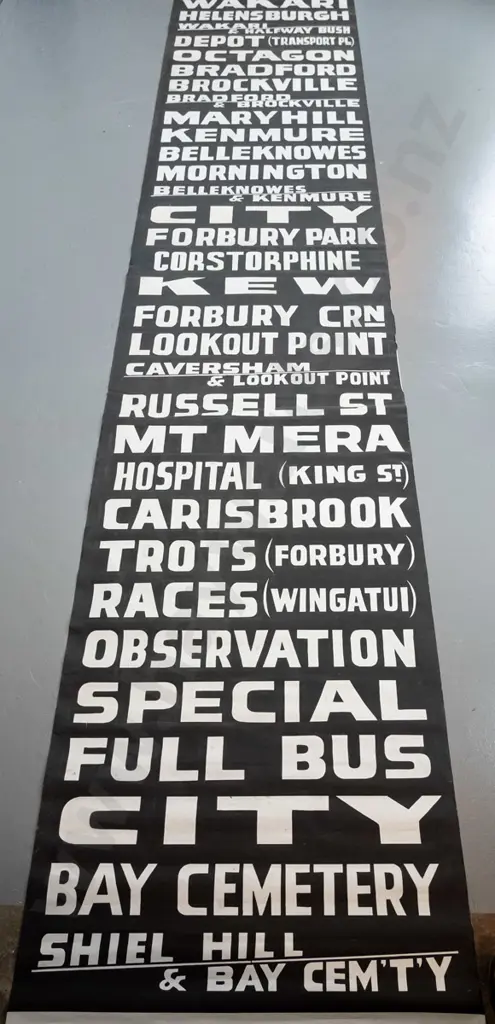 WAKARI
HELENSBURGH
WAKARI
& HALFWAY BUSH
DEPOT (TRANSPORT PL)
OCTAGON
BRADFORD
BROCKVILLE
BRADFORD
& BROCKVILLE
MARYHILL
KENMURE
BELLEKNOWES
MORNINGTON
BELLEKNOWES
& KENMURE
CITY
FORBURY PARK
CORSTORPHINE
KEW
FORBURY CRN
LOOKOUT POINT
CAVERSHAM
& LOOKOUT POINT
RUSSELL ST
MT MERA
HOSPITAL (KING ST)
CARISBROOK
TROTS (FORBURY)
RACES (WINGATUI)
OBSERVATION
SPECIAL
FULL BUS
CITY
BAY CEMETERY
SHIEL HILL
& BAY CEM'T'Y